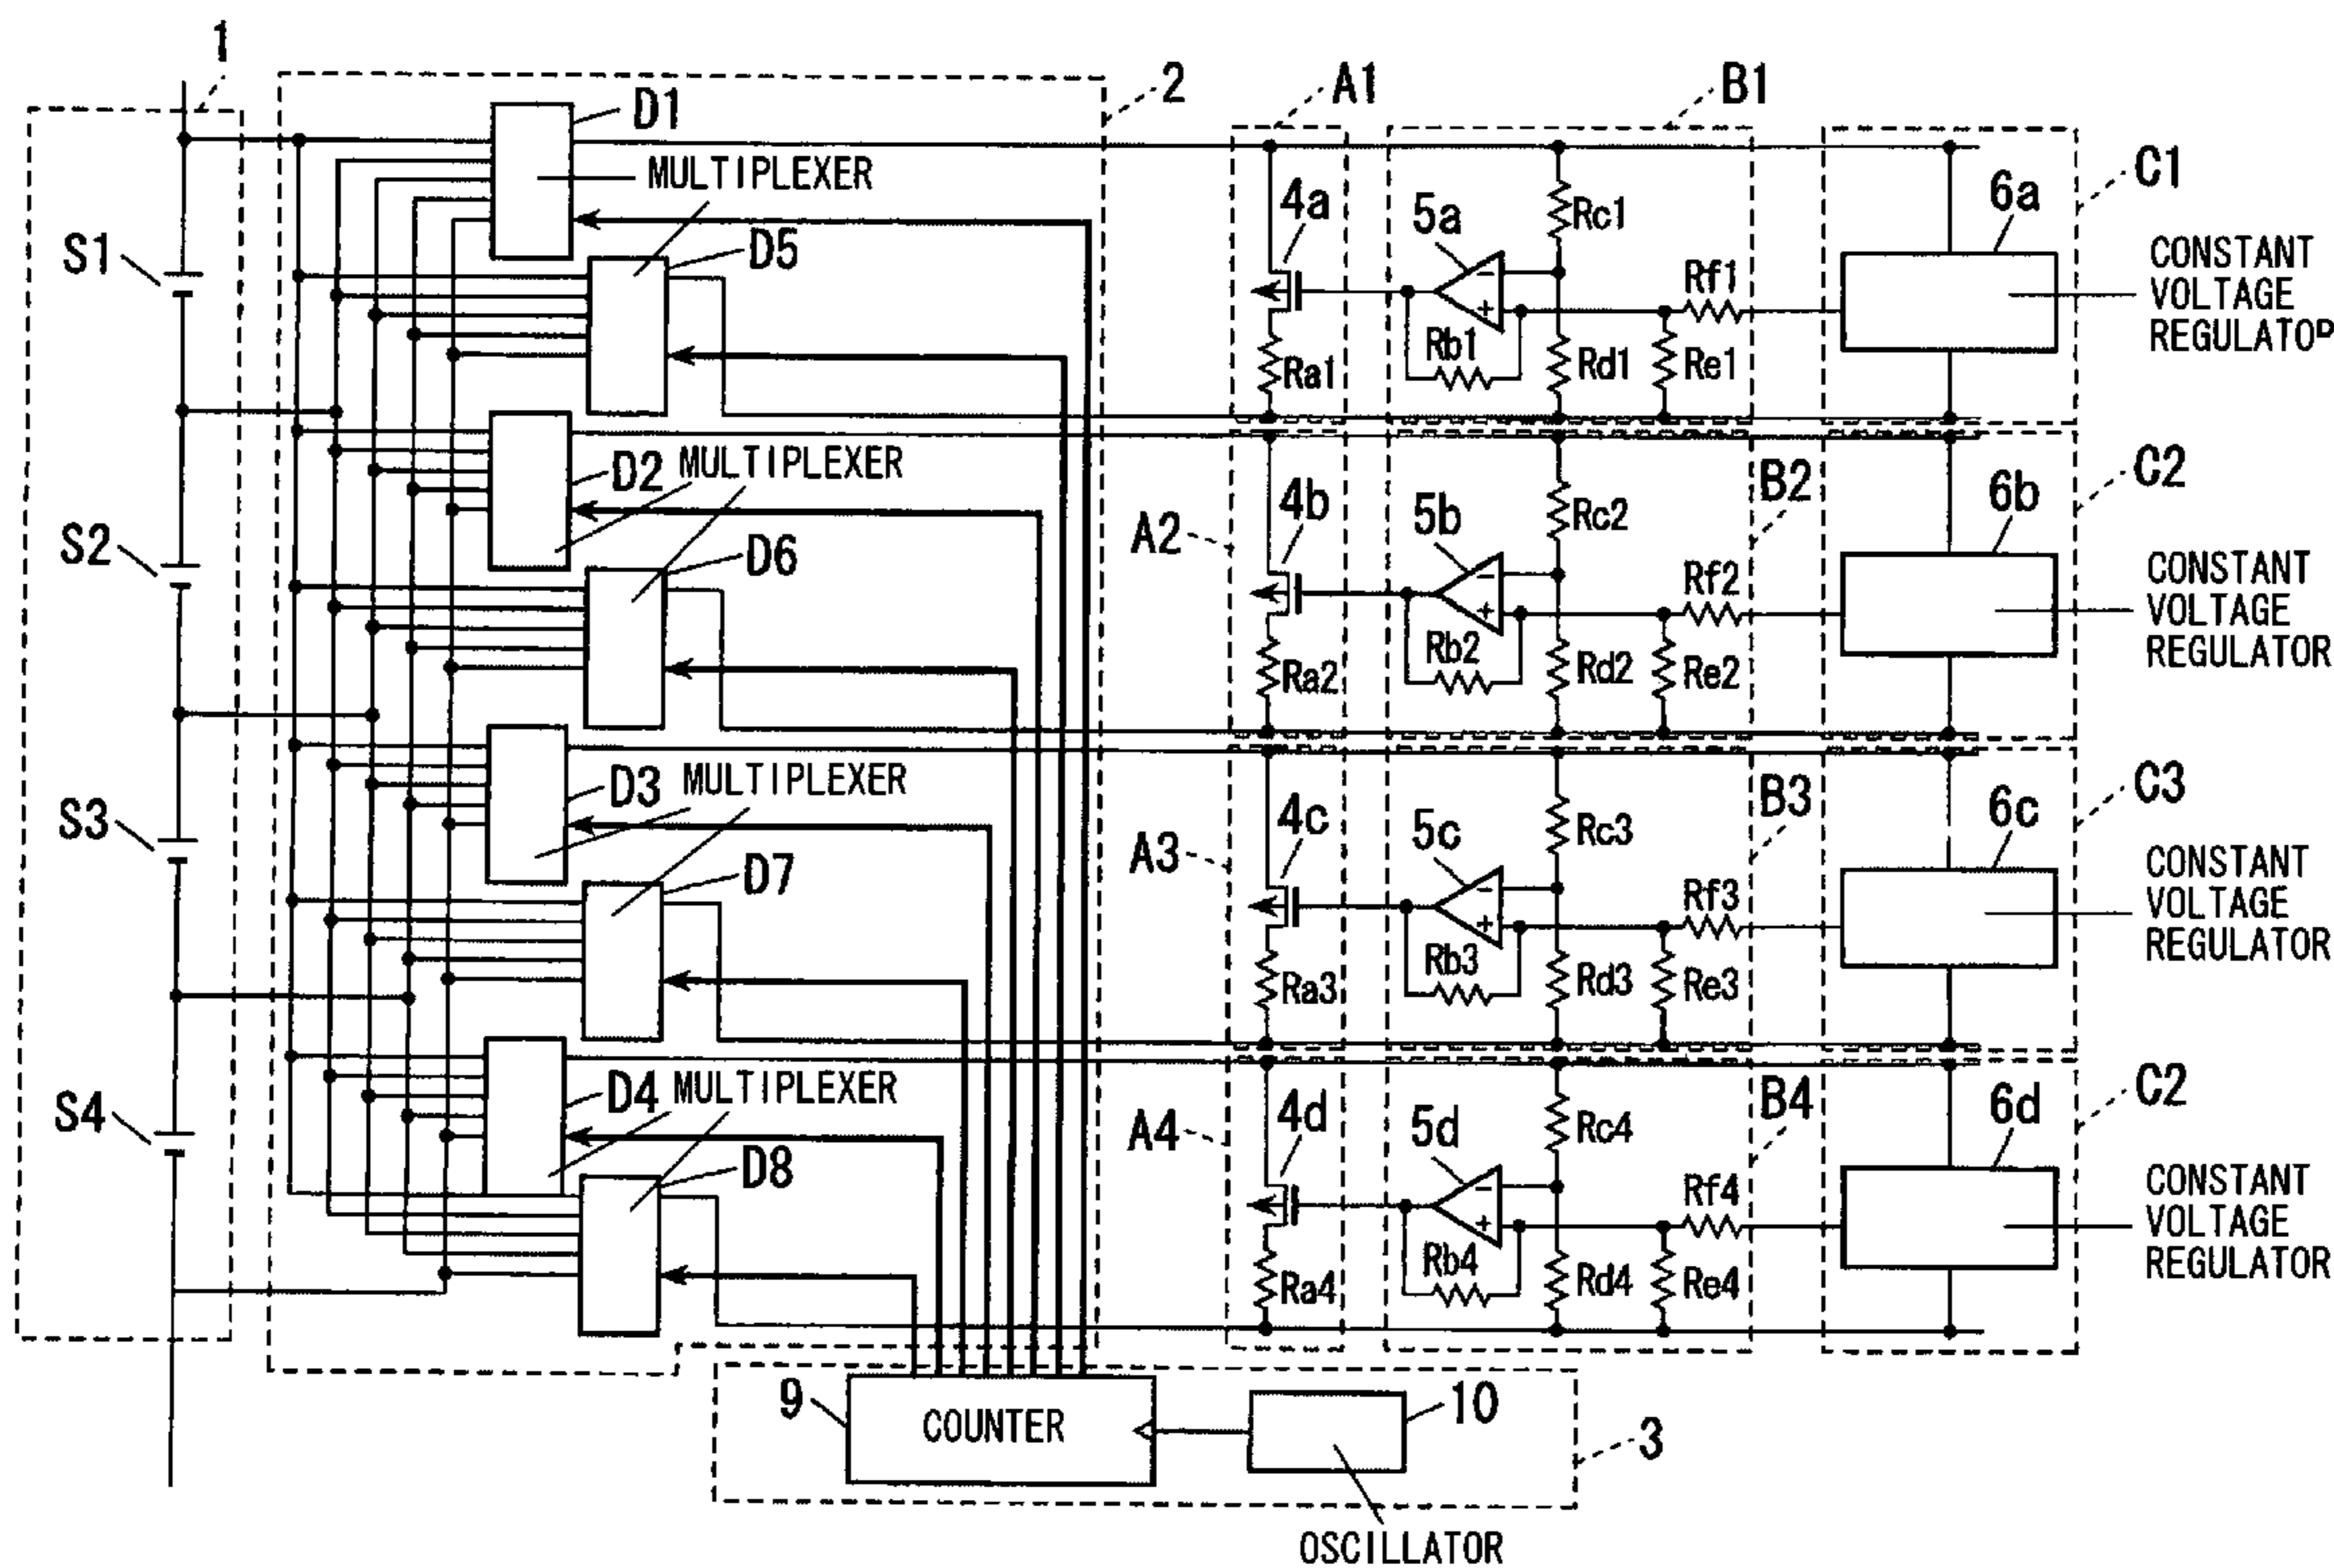 1
2
A1
B1
D1
MULTIPLEXER
C1
6a
4a
5a
Rc1
S1
D5
Rf1
CONSTANT
VOLTAGE
REGULATOP
Rb1
Ra1
Rd1
Re1
D2
MULTIPLEXER
B2
C2
6b
4b
5b
Rc2
A2
S2
D6
Rf2
CONSTANT
VOLTAGE
REGULATOR
Rb2
Ra2
Rd2
Re2
D3
MULTIPLEXER
B3
C3
6c
4c
5c
Rc3
S3
A3
D7
Rf3
CONSTANT
VOLTAGE
REGULATOR
Rb3
Ra3
Rd3
Re3
D4
MULTIPLEXER
B4
C2
6d
4d
5d
Rc4
S4
A4
D8
Rf4
CONSTANT
VOLTAGE
REGULATOR
Rb4
Ra4
Rd4
Re4
9
COUNTER
10
3
OSCILLATOR